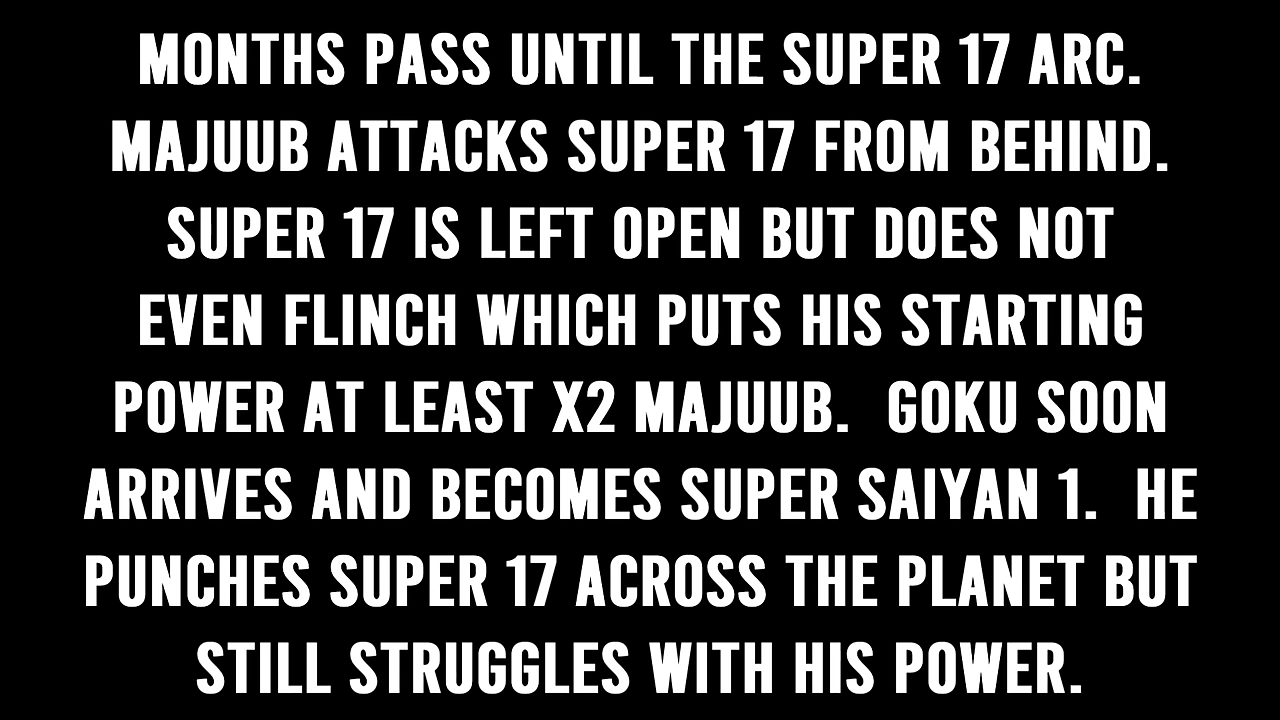 MONTHS PASS UNTIL THE SUPER 17 ARC.
MAJUUB ATTACKS SUPER 17 FROM BEHIND.
SUPER 17 IS LEFT OPEN BUT DOES NOT
EVEN FLINCH WHICH PUTS HIS STARTING
POWER AT LEAST X2 MAJUUB. GOKU SOON
ARRIVES AND BECOMES SUPER SAIYAN 1. HE
PUNCHES SUPER 17 ACROSS THE PLANET BUT
STILL STRUGGLES WITH HIS POWER.